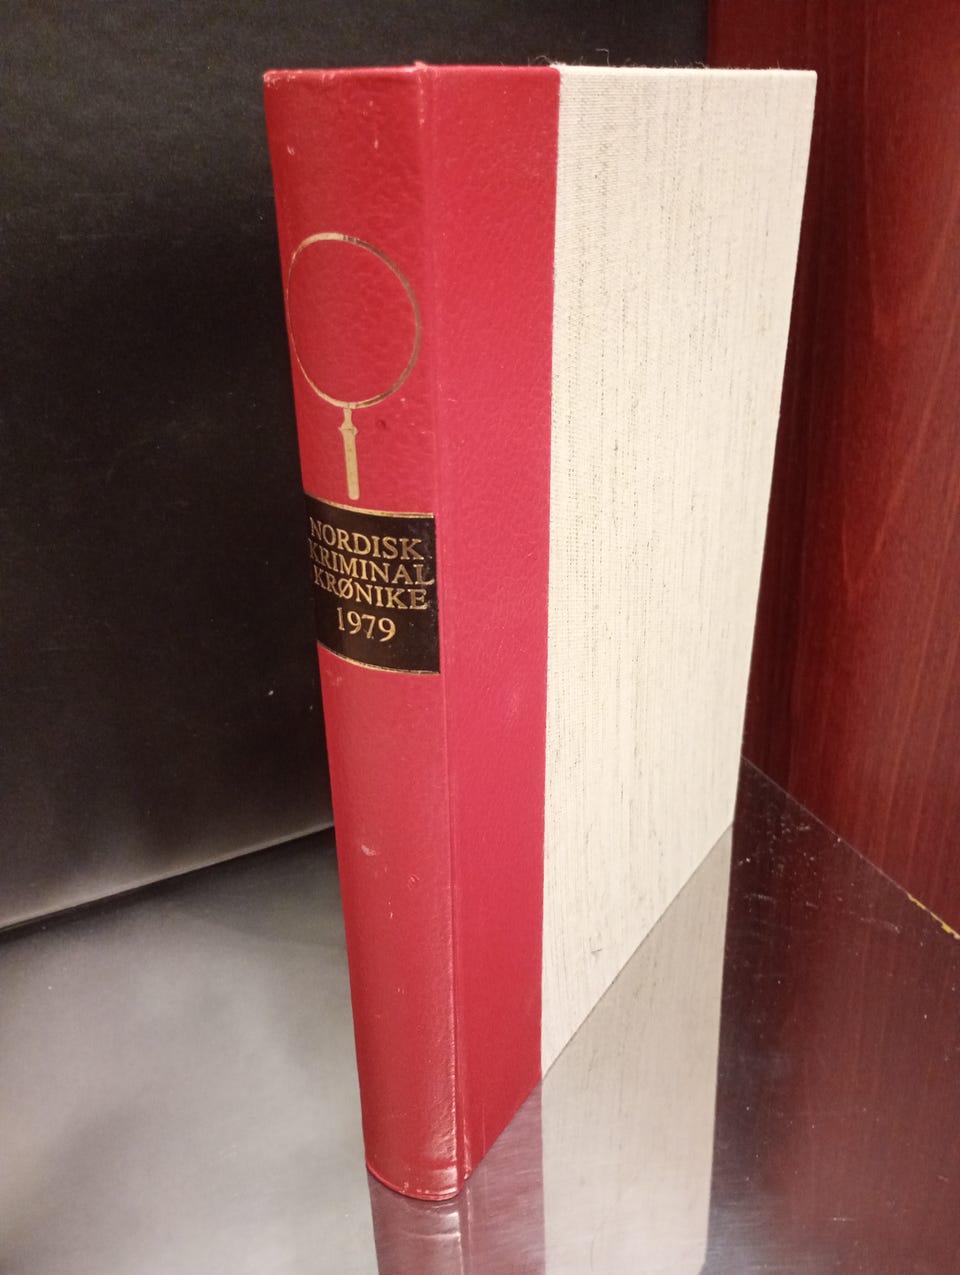 NORDISK
KRIMINAL
KRØNIKE
1979